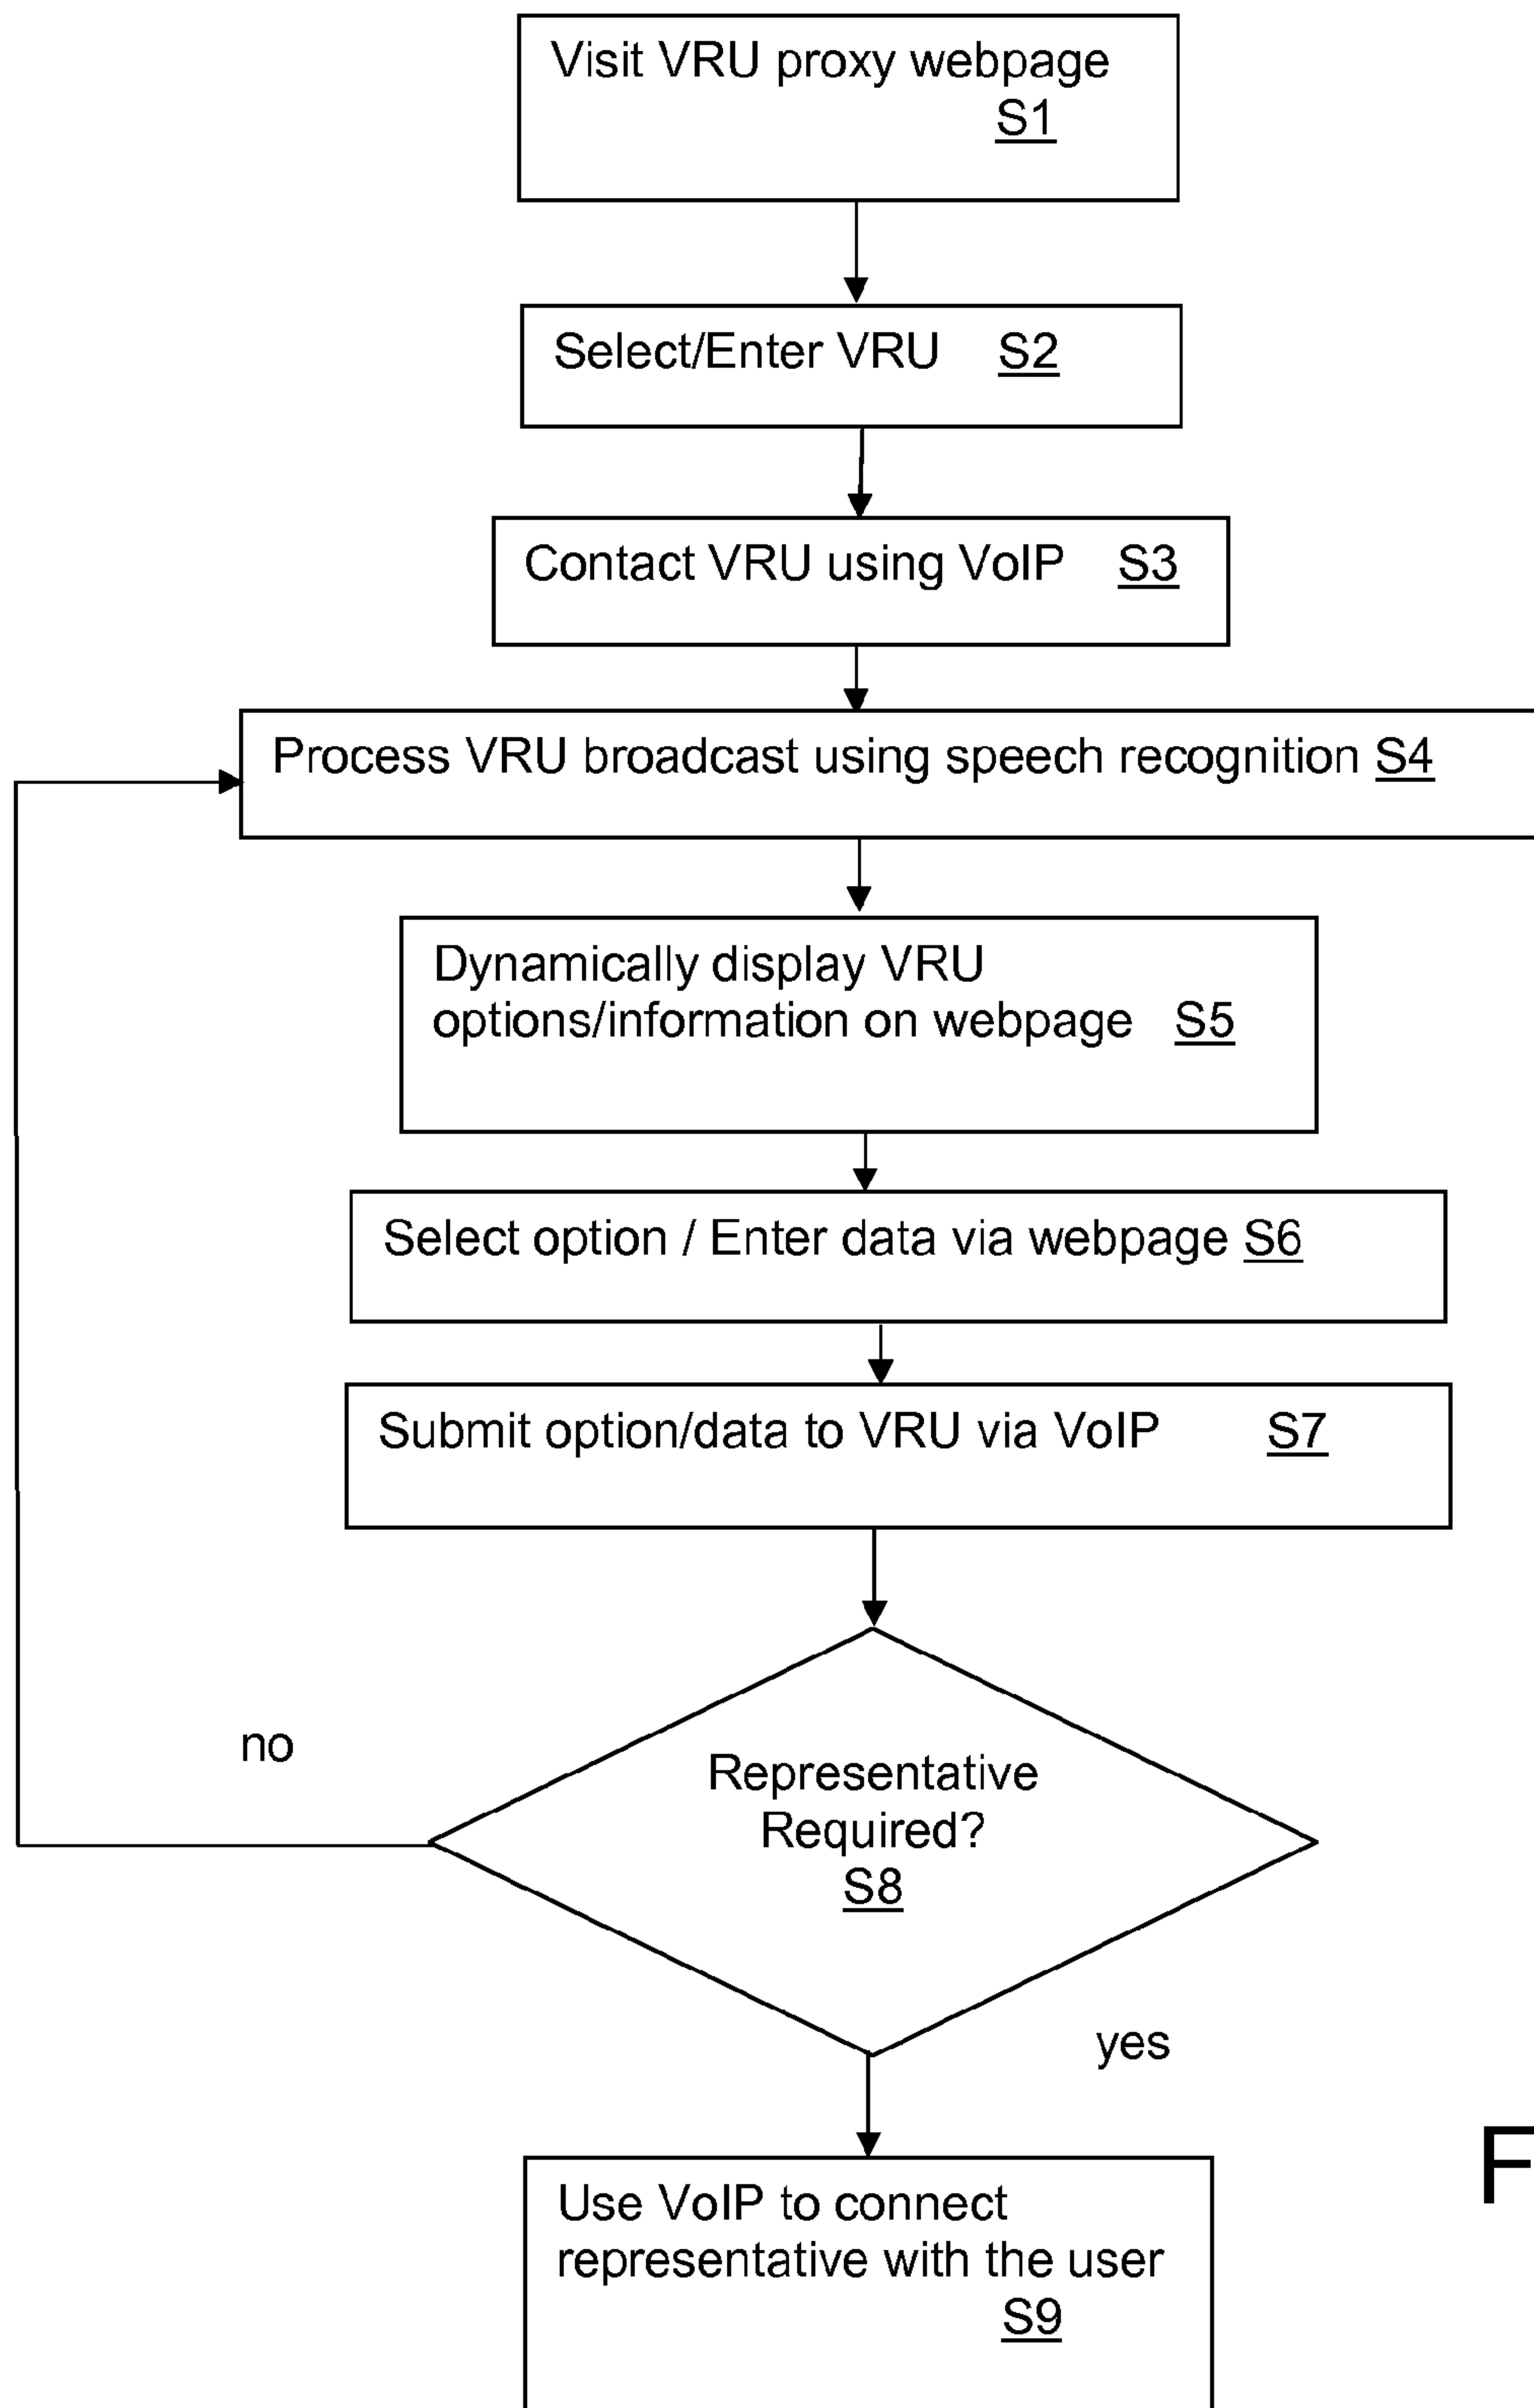 Visit VRU proxy webpage
S1
Select/Enter VRU S2
Contact VRU using VoIP S3
Process VRU broadcast using speech recognition S4
Dynamically display VRU
options/information on webpage S5
Select option / Enter data via webpage S6
Submit option/data to VRU via VoIP S7
no
Representative
Required?
S8
yes
F
Use VoIP to connect
representative with the user
S9